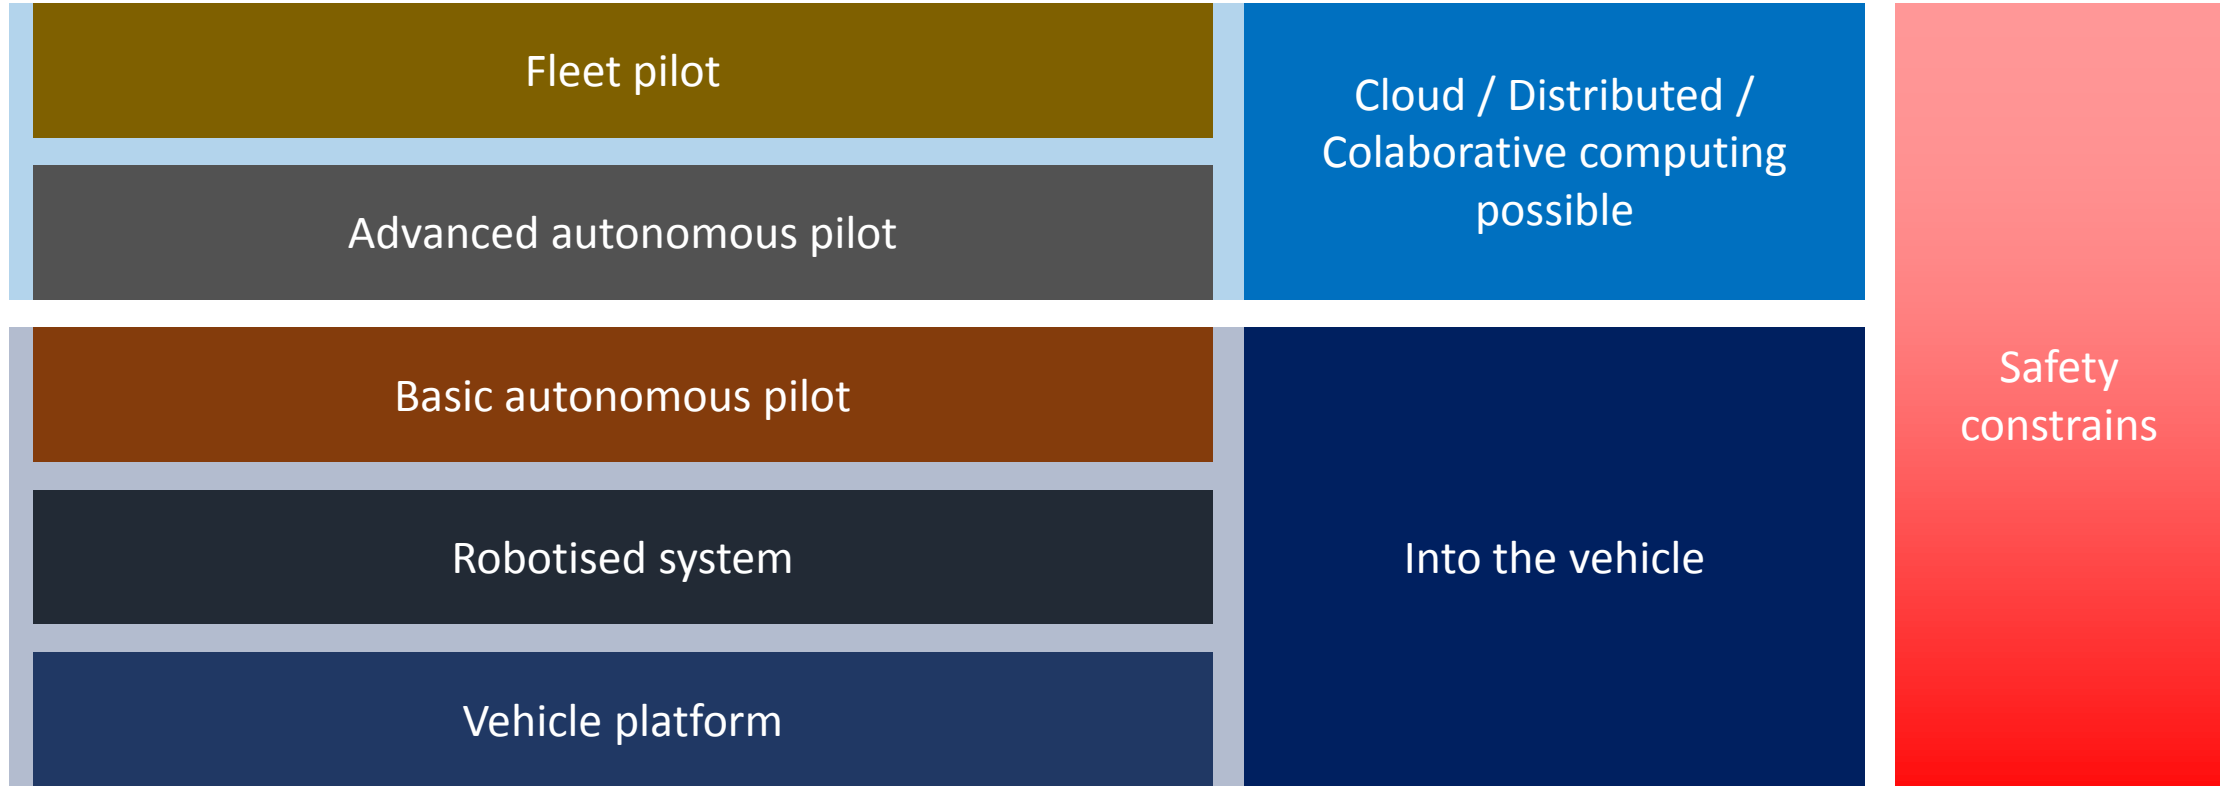 Fleet pilot
Advanced autonomous pilot
Cloud / Distributed /
Colaborative computing
possible
Basic autonomous pilot
Robotised system
Vehicle platform
Into the vehicle
Safety
constrains